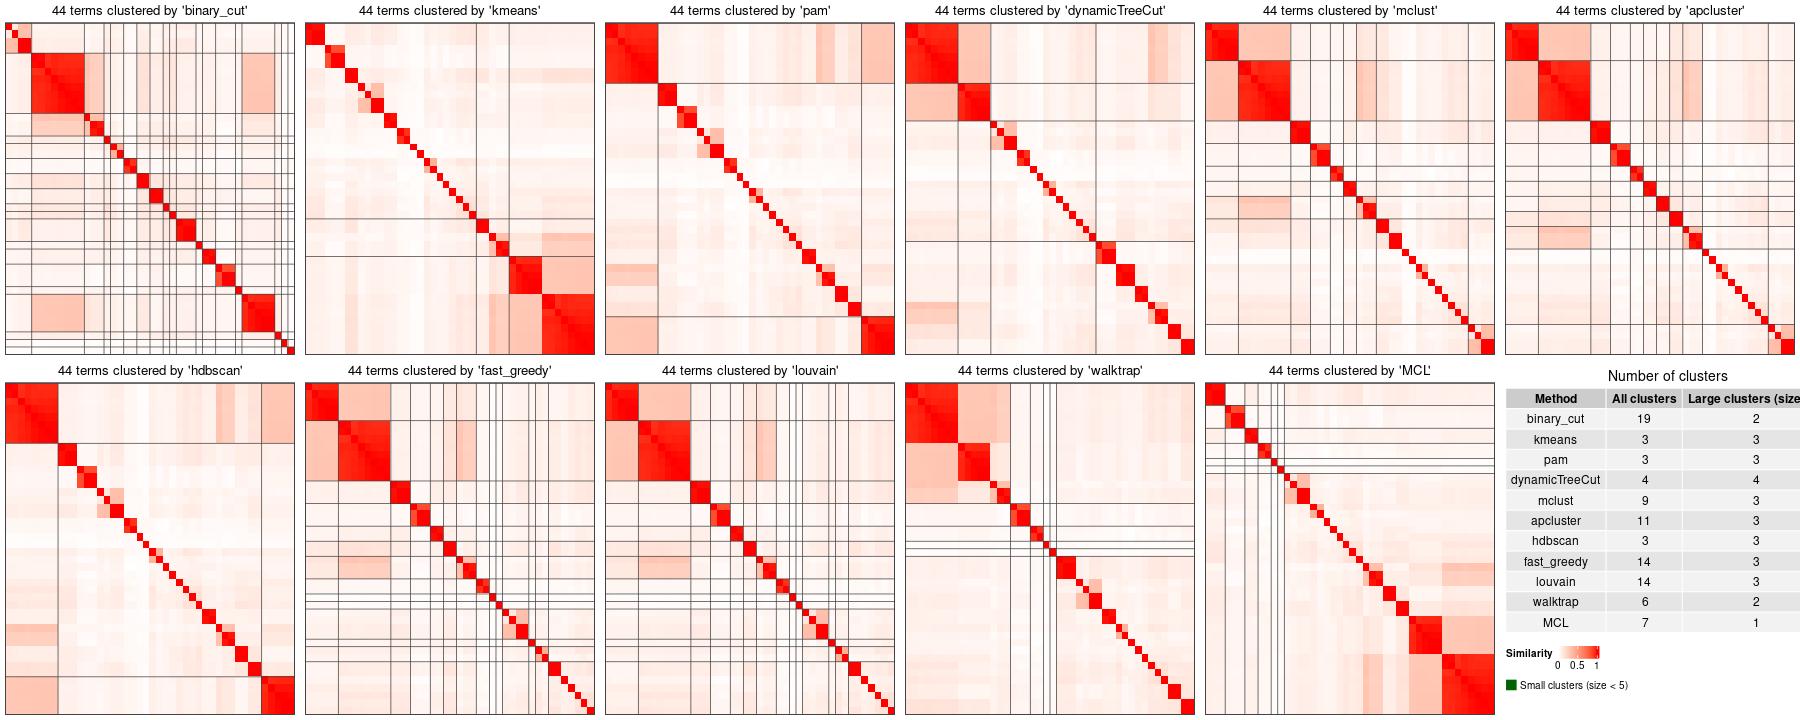 44 terms clustered by 'binary_cut'
44 terms clustered by 'kmeans'
44 terms clustered by 'pam'
44 terms clustered by 'dynamicTreeCut'
44 terms clustered by 'mclust'
44 terms clustered by 'apcluster'
44 terms clustered by 'hdbscan'
44 terms clustered by 'fast_greedy'
44 terms clustered by 'louvain'
44 terms clustered by 'walktrap'
44 terms clustered by 'MCL'
Number of clusters
Method All clusters Large clusters (size
binary_cut 19 2
kmeans 3 3
pam 3 3
dynamicTreeCut 4 4
mclust 9 3
apcluster 11 3
hdbscan 3 3
fast_greedy 14 3
louvain 14 3
walktrap 6 2
MCL 7 1
Similarity
0 0.5 1
Small clusters (size < 5)